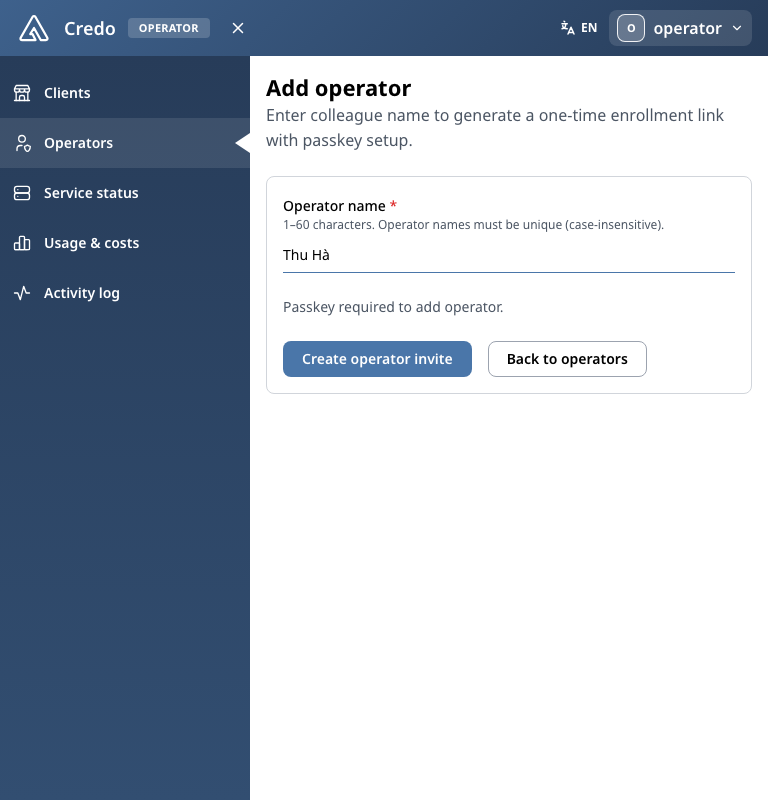 Credo
OPERATOR
EN
O
operator
Clients
Operators
Service status
Usage & costs
Activity log
Add operator
Enter colleague name to generate a one-time enrollment link
with passkey setup.
Operator name *
1–60 characters. Operator names must be unique (case-insensitive).
Thu Hà
Passkey required to add operator.
Create operator invite
Back to operators